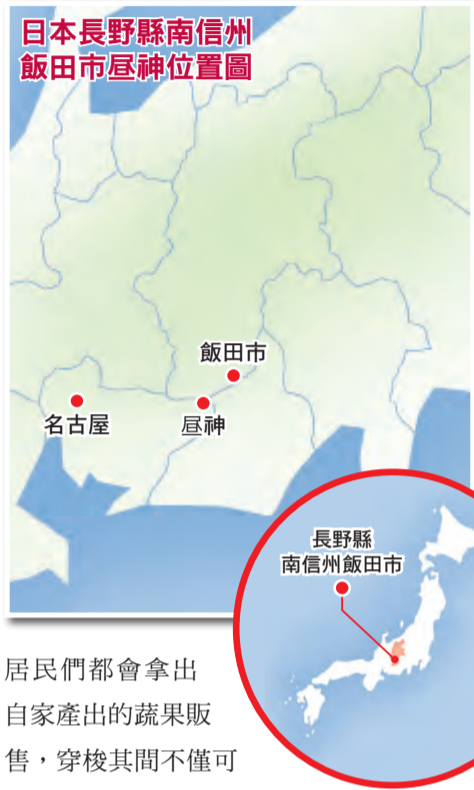 日本長野縣南信州
飯田市昼神位置圖
飯田市
名古屋
昼神
長野縣
南信州飯田市
居民們都會拿出
自家產出的蔬果販
售，穿梭其間不僅可